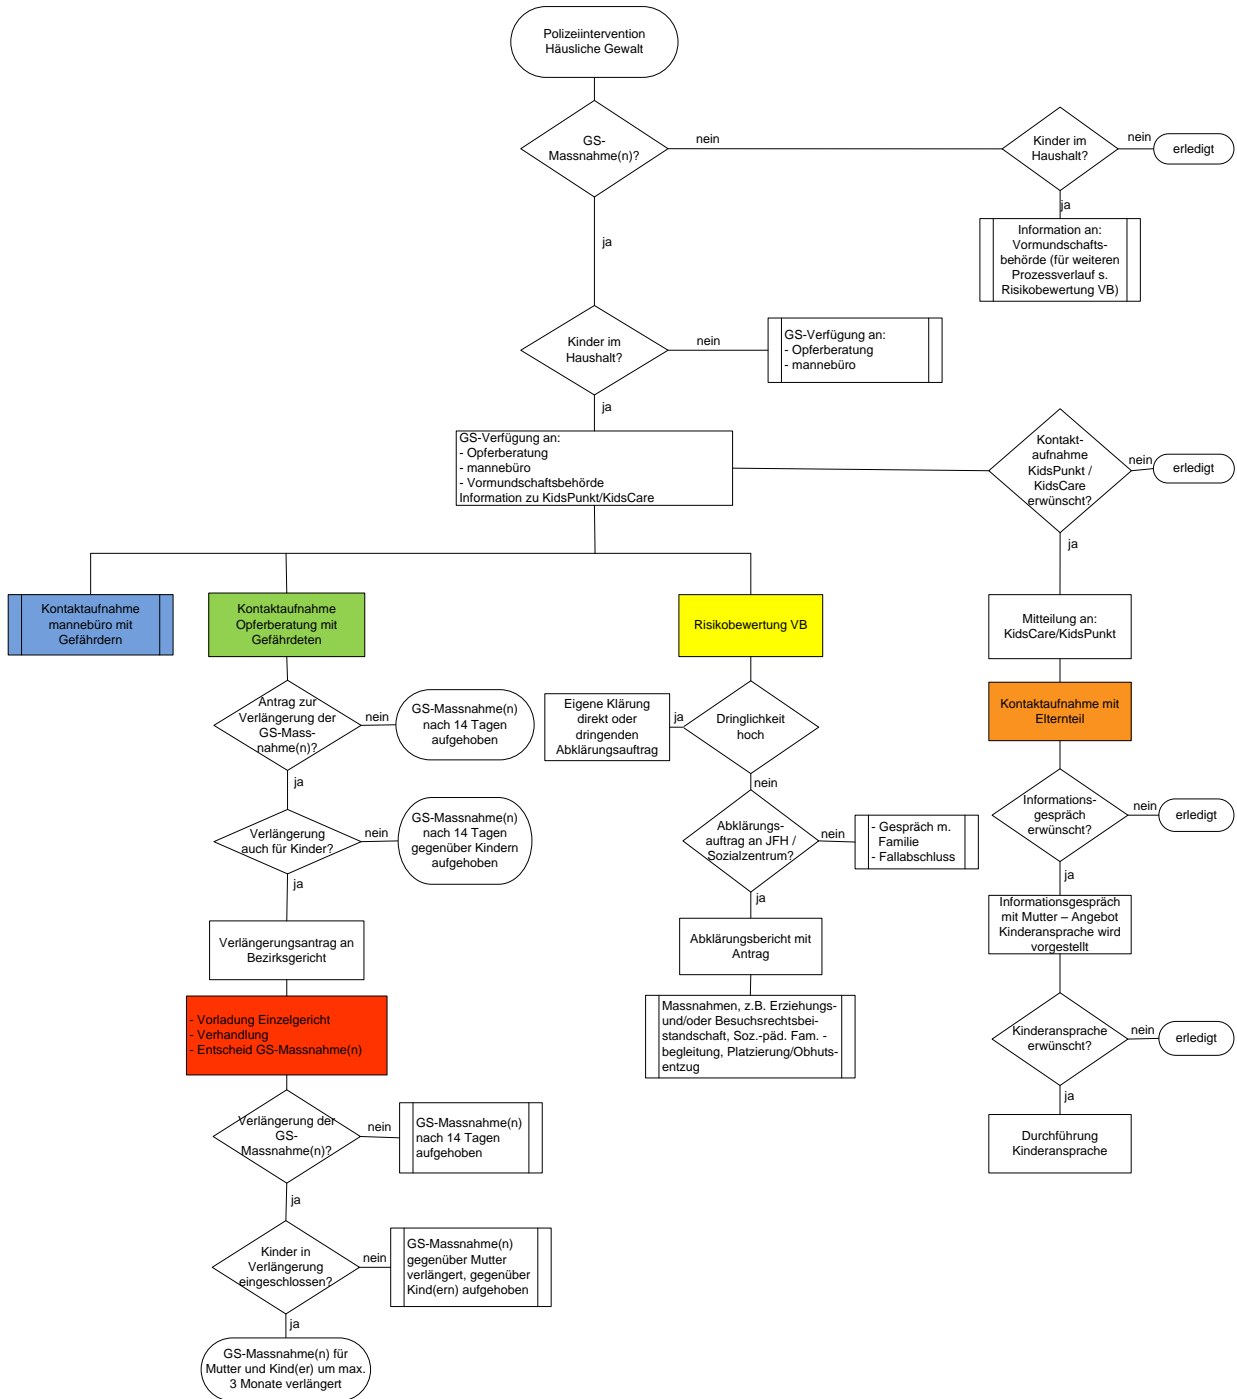 Polizeiintervention
Häusliche Gewalt
GS-
Massnahme(n)?
nein
Kinder im
Haushalt?
nein
erledigt
ja
Information an:
Vormundschafts-
behörde (für weiteren
Prozessverlauf s.
Risikobewertung VB)
ja
Kinder im
Haushalt?
nein
GS-Verfügung an:
- Opferberatung
- mannebüro
ja
GS-Verfügung an:
- Opferberatung
- mannebüro
- Vormundschaftsbehörde
Information zu KidsPunkt/KidsCare
Kontakt-
aufnahme
KidsPunkt /
KidsCare
erwünscht?
nein
erledigt
ja
Kontaktaufnahme
mannebüro mit
Gefährdern
Kontaktaufnahme
Opferberatung mit
Gefährdeten
Risikobewertung VB
Mitteilung an:
KidsCare/KidsPunkt
Antrag zur
Verlängerung der
GS-Mass-
nahme(n)?
nein
GS-Massnahme(n)
nach 14 Tagen
aufgehoben
Eigene Klärung
direkt oder
dringenden
Abklärungsauftrag
ja
Dringlichkeit
hoch
Kontaktaufnahme mit
Elternteil
ja
nein
Verlängerung
auch für Kinder?
nein
GS-Massnahme(n)
nach 14 Tagen
gegenüber Kindern
aufgehoben
Abklärungs-
auftrag an JFH /
Sozialzentrum?
nein
- Gespräch m.
Familie
- Fallabschluss
Informations-
gespräch
erwünscht?
nein
erledigt
ja
ja
ja
Verlängerungsantrag an
Bezirksgericht
Abklärungsbericht mit
Antrag
Informationsgespräch
mit Mutter – Angebot
Kinderansprache wird
vorgestellt
- Vorladung Einzelgericht
- Verhandlung
- Entscheid GS-Massnahme(n)
Massnahmen, z.B. Erziehungs-
und/oder Besuchsrechtsbei-
standschaft, Soz.-päd. Fam. -
begleitung, Platzierung/Obhuts-
entzug
Kinderansprache
erwünscht?
nein
erledigt
ja
Verlängerung der
GS-
Massnahme(n)?
nein
GS-Massnahme(n)
nach 14 Tagen
aufgehoben
Durchführung
Kinderansprache
ja
Kinder in
Verlängerung
eingeschlossen?
nein
GS-Massnahme(n)
gegenüber Mutter
verlängert, gegenüber
Kind(ern) aufgehoben
ja
GS-Massnahme(n) für
Mutter und Kind(er) um max.
3 Monate verlängert